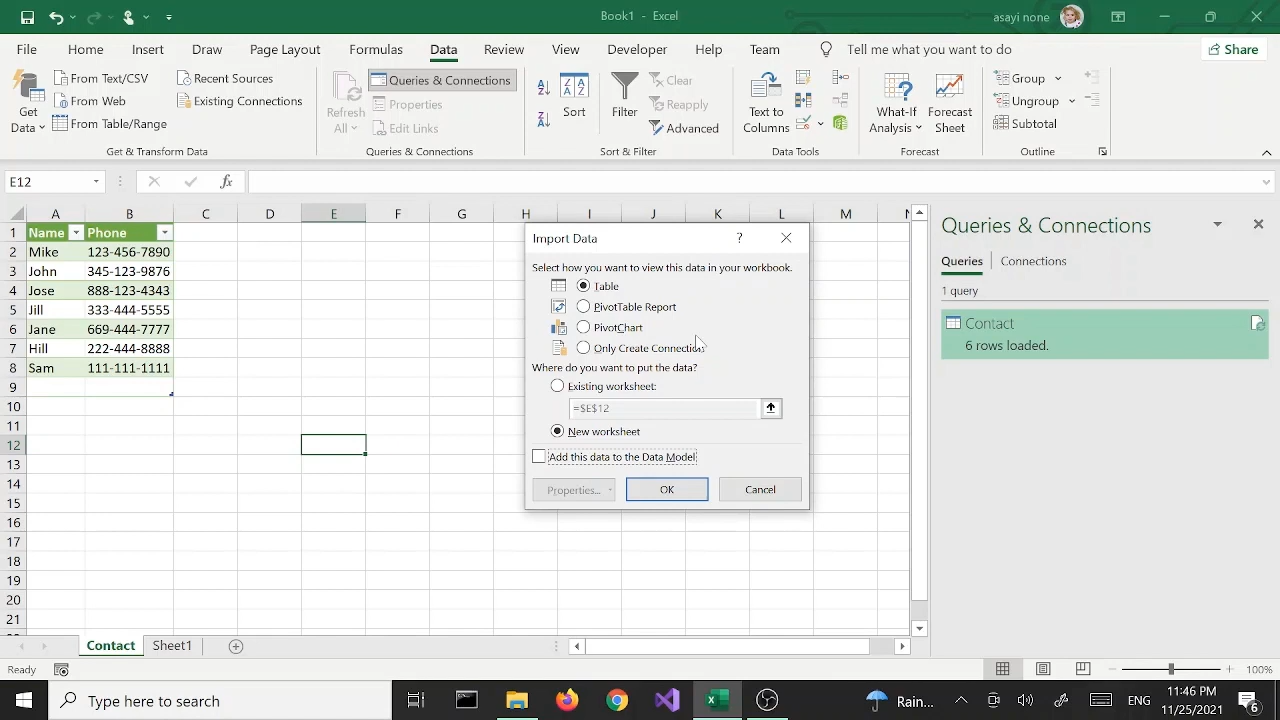 Book1 - Excel
asayi none
File Home Insert Draw Page Layout Formulas Data Review View Developer Help Team Tell me what you want to do Share
Get Data
From Text/CSV
From Web
From Table/Range
Recent Sources
Existing Connections
Get & Transform Data
Refresh All
Queries & Connections
Properties
Edit Links
Queries & Connections
Sort
Filter
Clear
Reapply
Advanced
Sort & Filter
Text to Columns
Data Tools
What-If Analysis
Forecast Sheet
Forecast
Group
Ungroup
Subtotal
Outline
E12
fx
A B C D E F G H I J K L M
1 Name Phone
2 Mike 123-456-7890
3 John 345-123-9876
4 Jose 888-123-4343
5 Jill 333-444-5555
6 Jane 669-444-7777
7 Hill 222-444-8888
8 Sam 111-111-1111
9
10
11
12
13
14
15
16
17
18
19
20
21
Import Data ?
Select how you want to view this data in your workbook.
Table
PivotTable Report
PivotChart
Only Create Connection
Where do you want to put the data?
Existing worksheet:
=$E$12
New worksheet
Add this data to the Data Model
Properties...
OK
Cancel
Queries & Connections
Queries | Connections
1 query
Contact
6 rows loaded.
Contact Sheet1
Ready
100%
Type here to search
Rain...
ENG
11:46 PM
11/25/2021
6